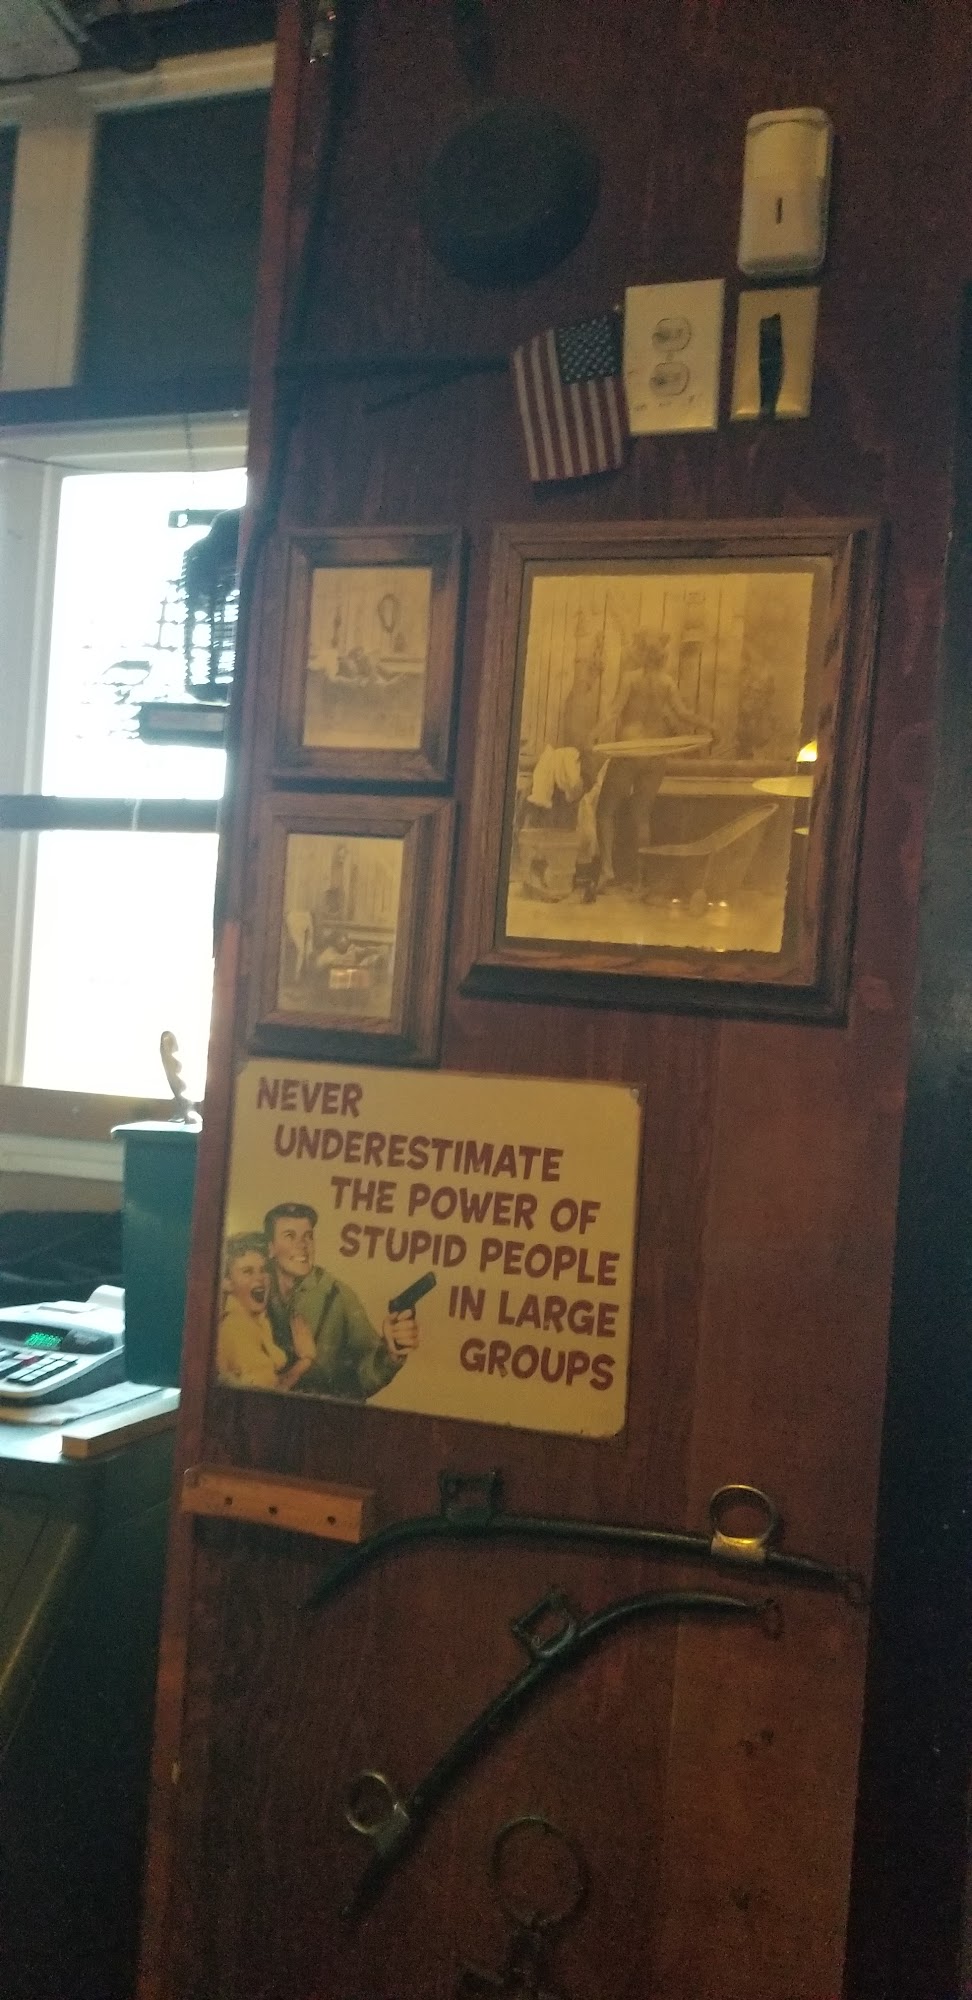 NEVER
UNDERESTIMATE
THE POWER OF
STUPID PEOPLE
IN LARGE
GROUPS